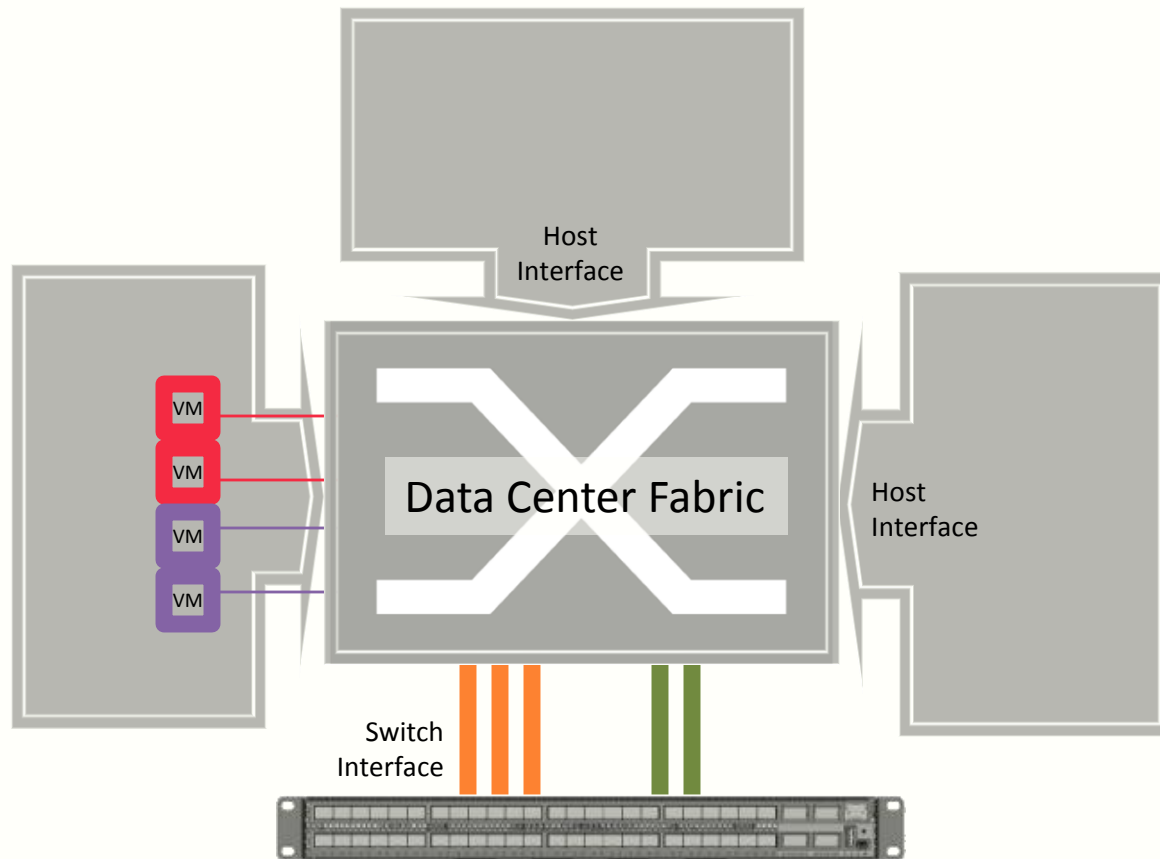 Host
Interface
VM
VM
VM
VM
Data Center Fabric
Host
Interface
Switch
Interface